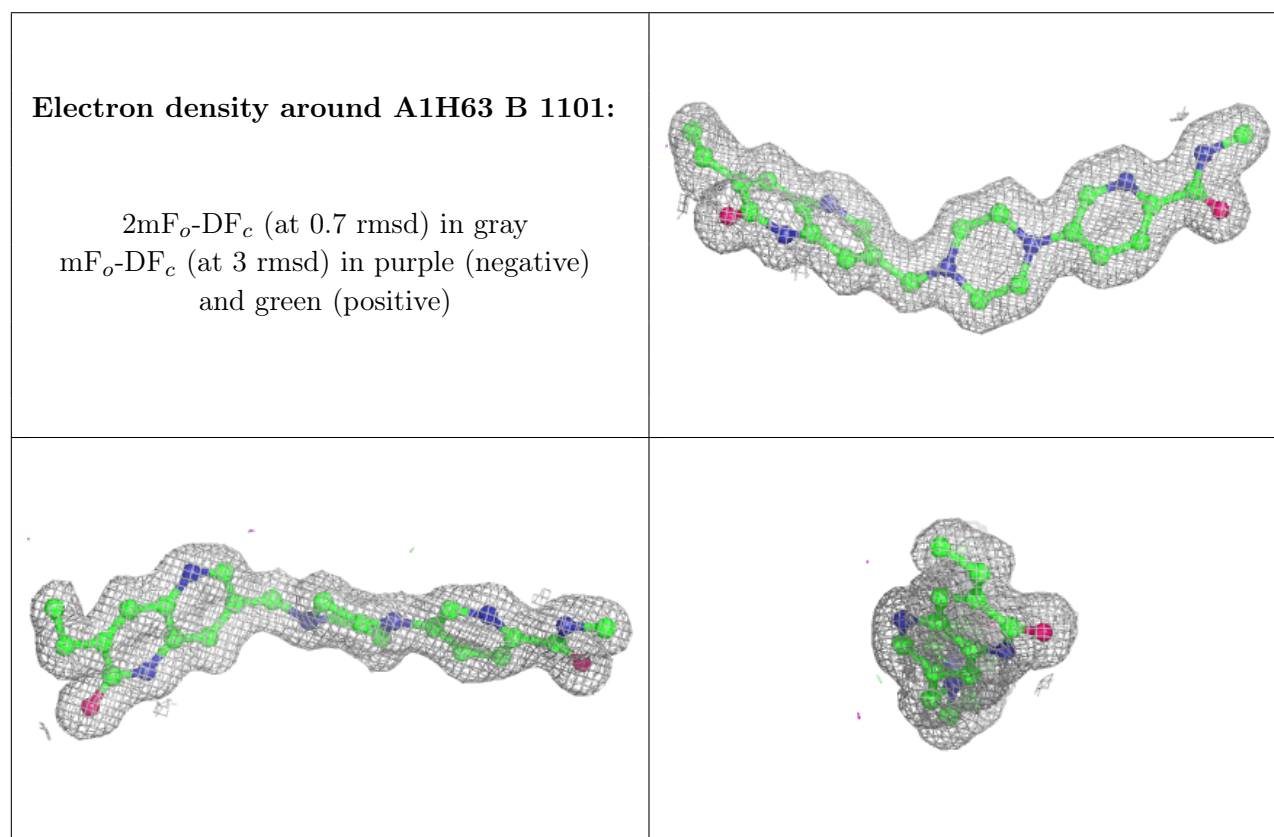 Electron density around A1H63 B 1101:
2mFₒ-DF𝒸 (at 0.7 rmsd) in gray
mFₒ-DF𝒸 (at 3 rmsd) in purple (negative)
and green (positive)